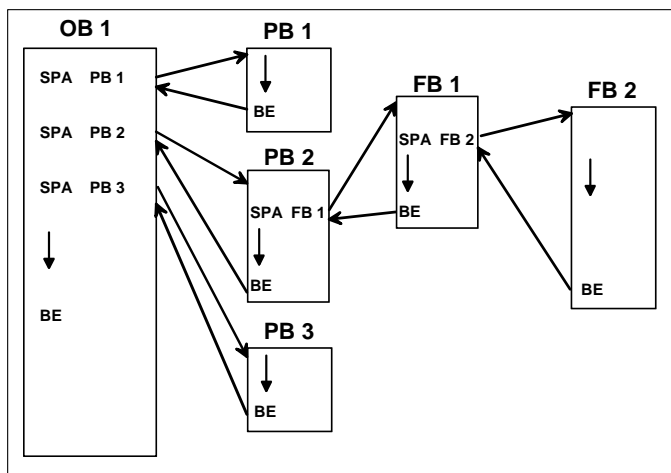 OB 1
SPA PB 1
SPA PB 2
SPA PB 3
BE
PB 1
BE
PB 2
SPA FB 1
BE
PB 3
BE
FB 1
SPA FB 2
BE
FB 2
BE